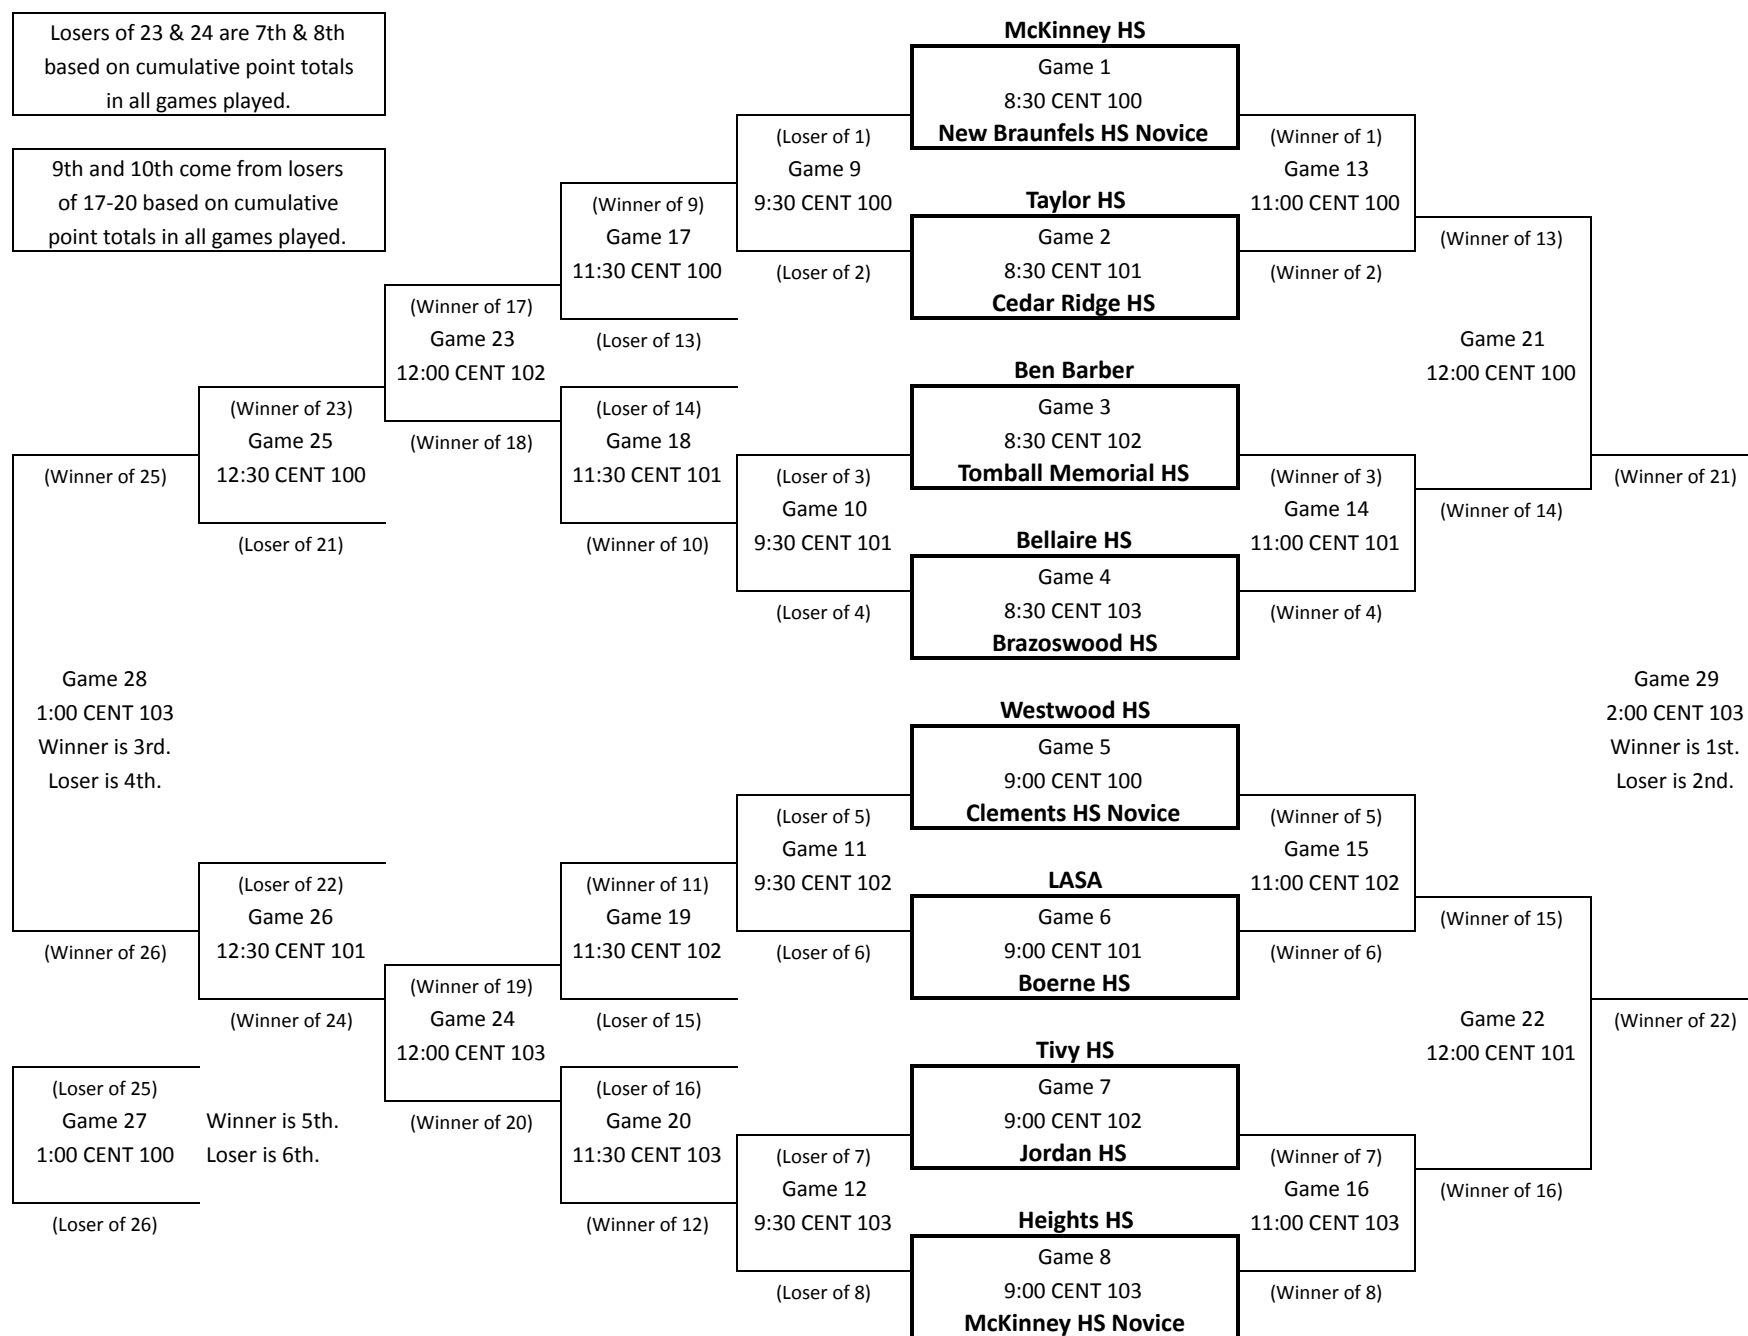 Losers of 23 & 24 are 7th & 8th
based on cumulative point totals
in all games played.
9th and 10th come from losers
of 17-20 based on cumulative
point totals in all games played.
McKinney HS
Game 1
8:30 CENT 100
New Braunfels HS Novice
Taylor HS
Game 2
8:30 CENT 101
Cedar Ridge HS
Ben Barber
Game 3
8:30 CENT 102
Tomball Memorial HS
Bellaire HS
Game 4
8:30 CENT 103
Brazoswood HS
Westwood HS
Game 5
9:00 CENT 100
Clements HS Novice
LASA
Game 6
9:00 CENT 101
Boerne HS
Tivy HS
Game 7
9:00 CENT 102
Jordan HS
Heights HS
Game 8
9:00 CENT 103
McKinney HS Novice
(Loser of 1)
Game 9
9:30 CENT 100
(Loser of 2)
(Loser of 3)
Game 10
9:30 CENT 101
(Loser of 4)
(Loser of 5)
Game 11
9:30 CENT 102
(Loser of 6)
(Loser of 7)
Game 12
9:30 CENT 103
(Loser of 8)
(Winner of 1)
Game 13
11:00 CENT 100
(Winner of 2)
(Winner of 3)
Game 14
11:00 CENT 101
(Winner of 4)
(Winner of 5)
Game 15
11:00 CENT 102
(Winner of 6)
(Winner of 7)
Game 16
11:00 CENT 103
(Winner of 8)
(Winner of 9)
Game 17
11:30 CENT 100
(Loser of 13)
(Loser of 14)
Game 18
11:30 CENT 101
(Winner of 10)
(Winner of 11)
Game 19
11:30 CENT 102
(Loser of 15)
(Loser of 16)
Game 20
11:30 CENT 103
(Winner of 12)
(Winner of 13)
Game 21
12:00 CENT 100
(Winner of 14)
(Winner of 15)
Game 22
12:00 CENT 101
(Winner of 16)
(Winner of 17)
Game 23
12:00 CENT 102
(Winner of 18)
(Winner of 19)
Game 24
12:00 CENT 103
(Winner of 20)
(Winner of 23)
Game 25
12:30 CENT 100
(Loser of 21)
(Loser of 22)
Game 26
12:30 CENT 101
(Winner of 24)
(Loser of 25)
Game 27
1:00 CENT 100
(Loser of 26)
Winner is 5th.
Loser is 6th.
(Winner of 25)
Game 28
1:00 CENT 103
Winner is 3rd.
Loser is 4th.
(Winner of 26)
(Winner of 21)
Game 29
2:00 CENT 103
Winner is 1st.
Loser is 2nd.
(Winner of 22)